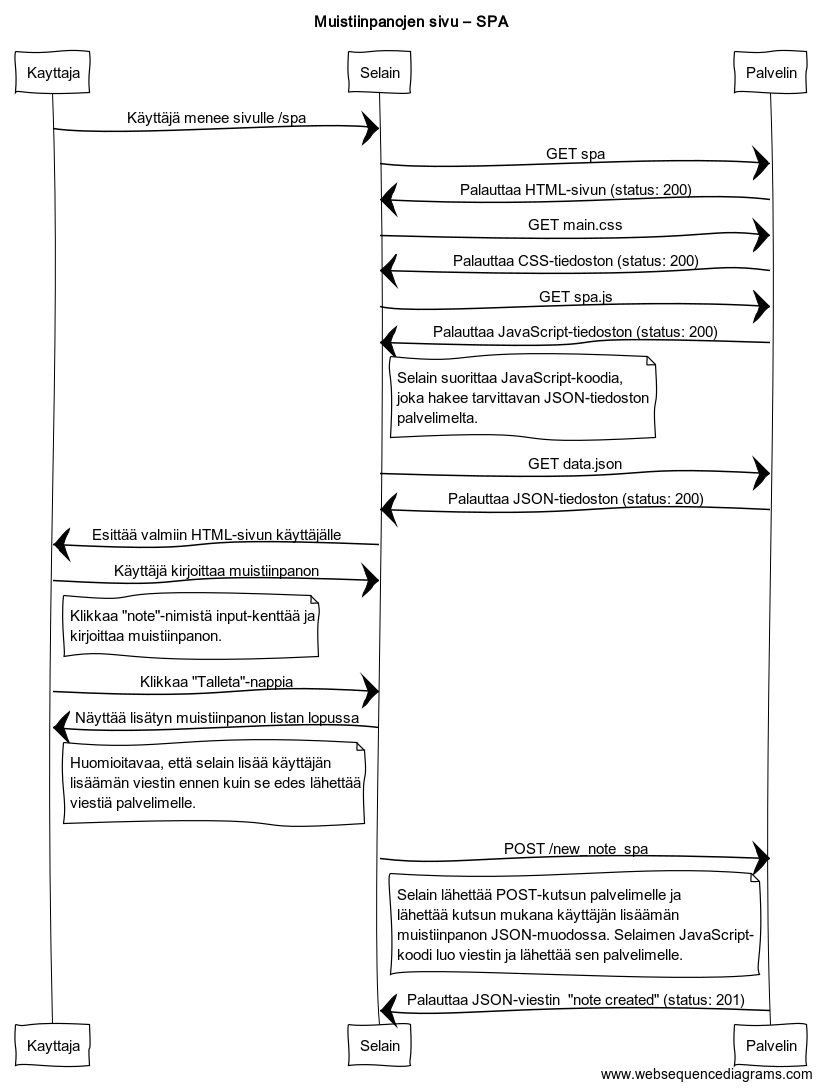 Muistiinpanojen sivu – SPA
Kayttaja
Selain
Palvelin
Käyttäjä menee sivulle /spa
GET spa
Palauttaa HTML-sivun (status: 200)
GET main.css
Palauttaa CSS-tiedoston (status: 200)
GET spa.js
Palauttaa JavaScript-tiedoston (status: 200)
Selain suorittaa JavaScript-koodia,
joka hakee tarvittavan JSON-tiedoston
palvelimelta.
GET data.json
Palauttaa JSON-tiedoston (status: 200)
Esittää valmiin HTML-sivun käyttäjälle
Käyttäjä kirjoittaa muistiinpanon
Klikkaa "note"-nimistä input-kenttää ja
kirjoittaa muistiinpanon.
Klikkaa "Talleta"-nappia
Näyttää lisätyn muistiinpanon listan lopussa
Huomioitavaa, että selain lisää käyttäjän
lisäämän viestin ennen kuin se edes lähettää
viestiä palvelimelle.
POST /new_note_spa
Selain lähettää POST-kutsun palvelimelle ja
lähettää kutsun mukana käyttäjän lisäämän
muistiinpanon JSON-muodossa. Selaimen JavaScript-
koodi luo viestin ja lähettää sen palvelimelle.
Palauttaa JSON-viestin "note created" (status: 201)
Kayttaja
Selain
Palvelin
www.websequencediagrams.com